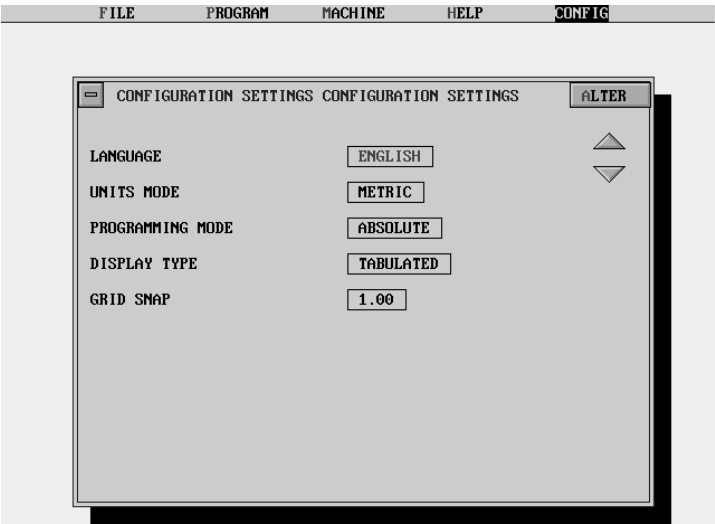 FILE PROGRAM MACHINE HELP CONFIG
CONFIGURATION SETTINGS CONFIGURATION SETTINGS ALTER
LANGUAGE ENGLISH
UNITS MODE METRIC
PROGRAMMING MODE ABSOLUTE
DISPLAY TYPE TABULATED
GRID SNAP 1.00